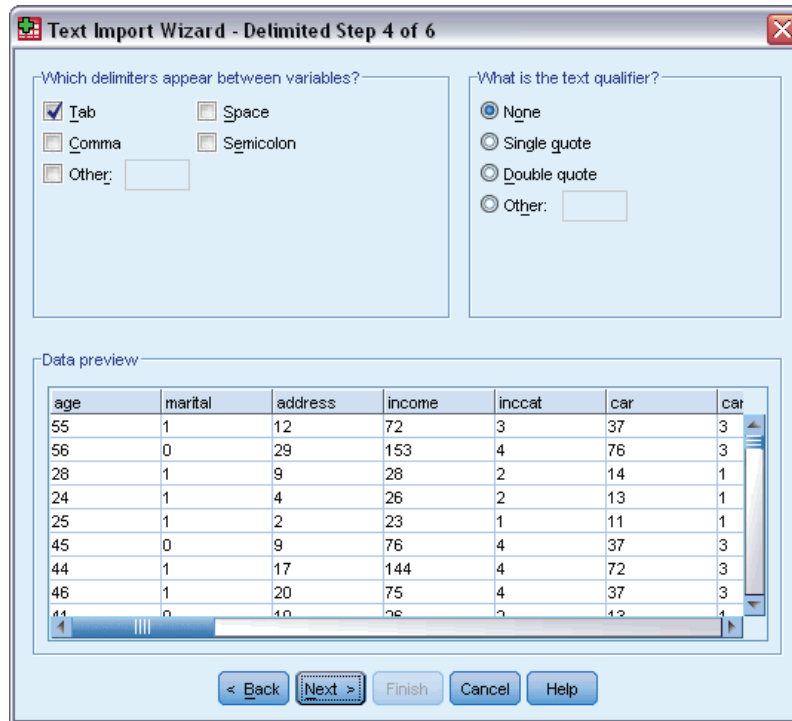 Text Import Wizard - Delimited Step 4 of 6
Which delimiters appear between variables?
Tab
Space
Comma
Semicolon
Other:
What is the text qualifier?
None
Single quote
Double quote
Other:
Data preview
age marital address income inccat car car
55 1 12 72 3 37 3
56 0 29 153 4 76 3
28 1 9 28 2 14 1
24 1 4 26 2 13 1
25 1 2 23 1 11 1
45 0 9 76 4 37 3
44 1 17 144 4 72 3
46 1 20 75 4 37 3
< Back Next > Finish Cancel Help